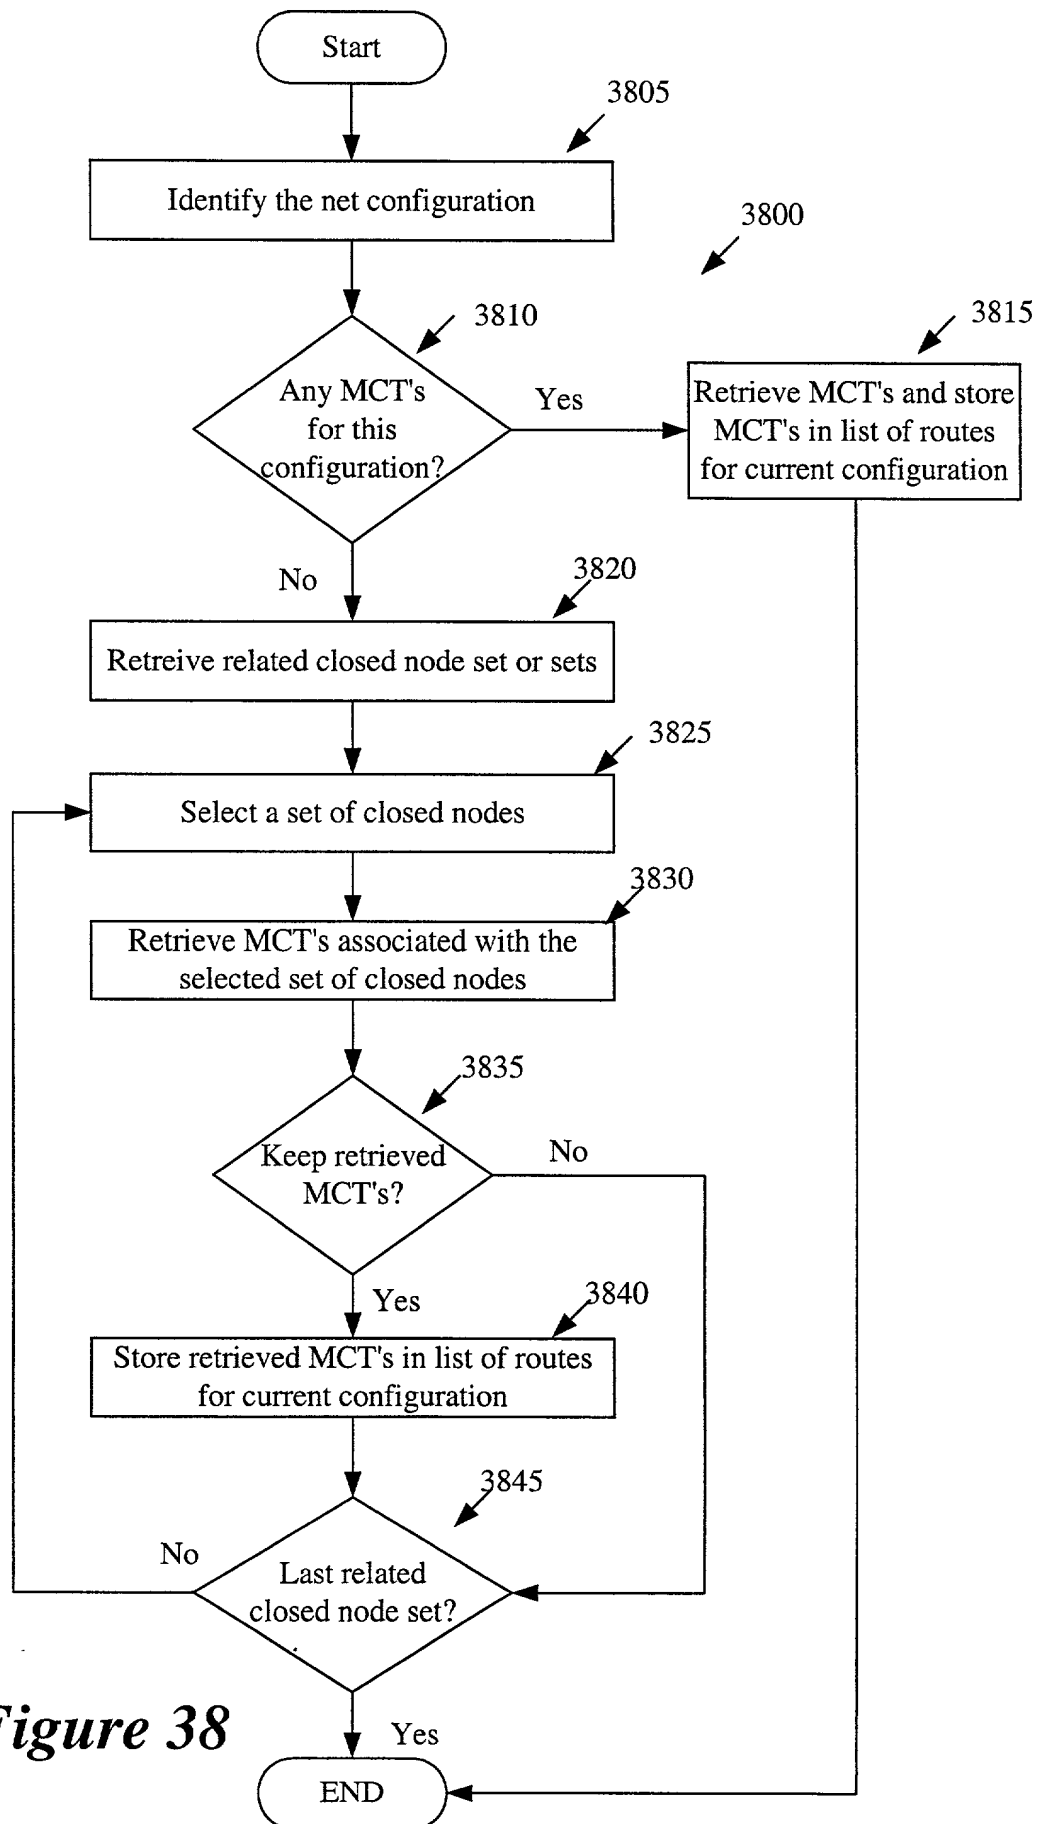 Start
3805
Identify the net configuration
3800
3810
3815
Any MCT's
for this
configuration?
Yes
Retrieve MCT's and store
MCT's in list of routes
for current configuration
No
3820
Retreive related closed node set or sets
3825
Select a set of closed nodes
3830
Retrieve MCT's associated with the
selected set of closed nodes
3835
Keep retrieved
MCT's?
No
Yes
3840
Store retrieved MCT's in list of routes
for current configuration
3845
No
Last related
closed node set?
Figure 38
Yes
END